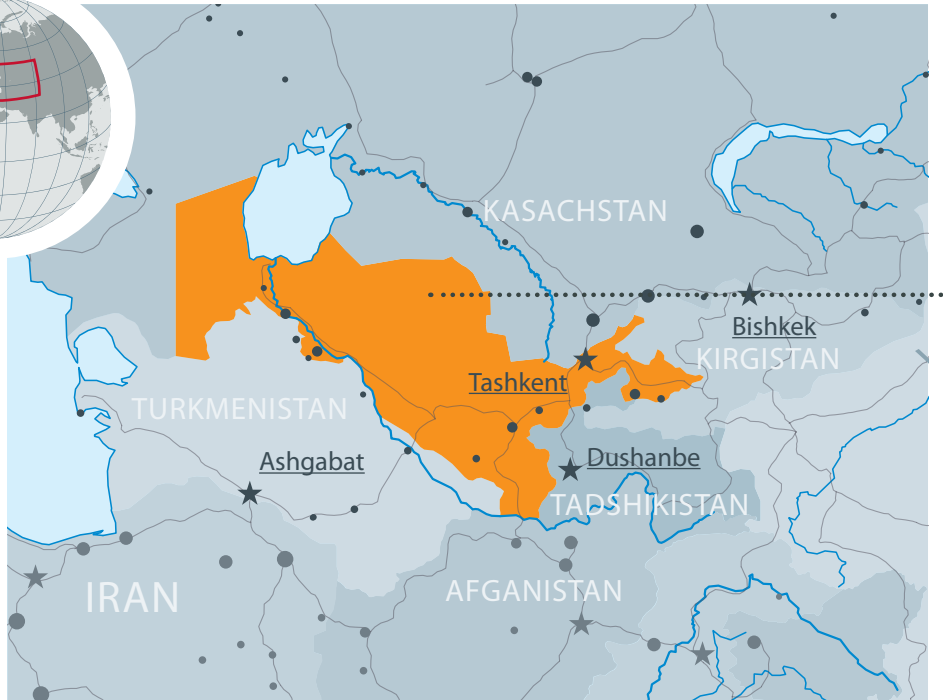 KASACHSTAN
Bishkek
KIRGISTAN
Tashkent
TURKMENISTAN
Ashgabat
Dushanbe
TADSHIKISTAN
IRAN
AFGANISTAN